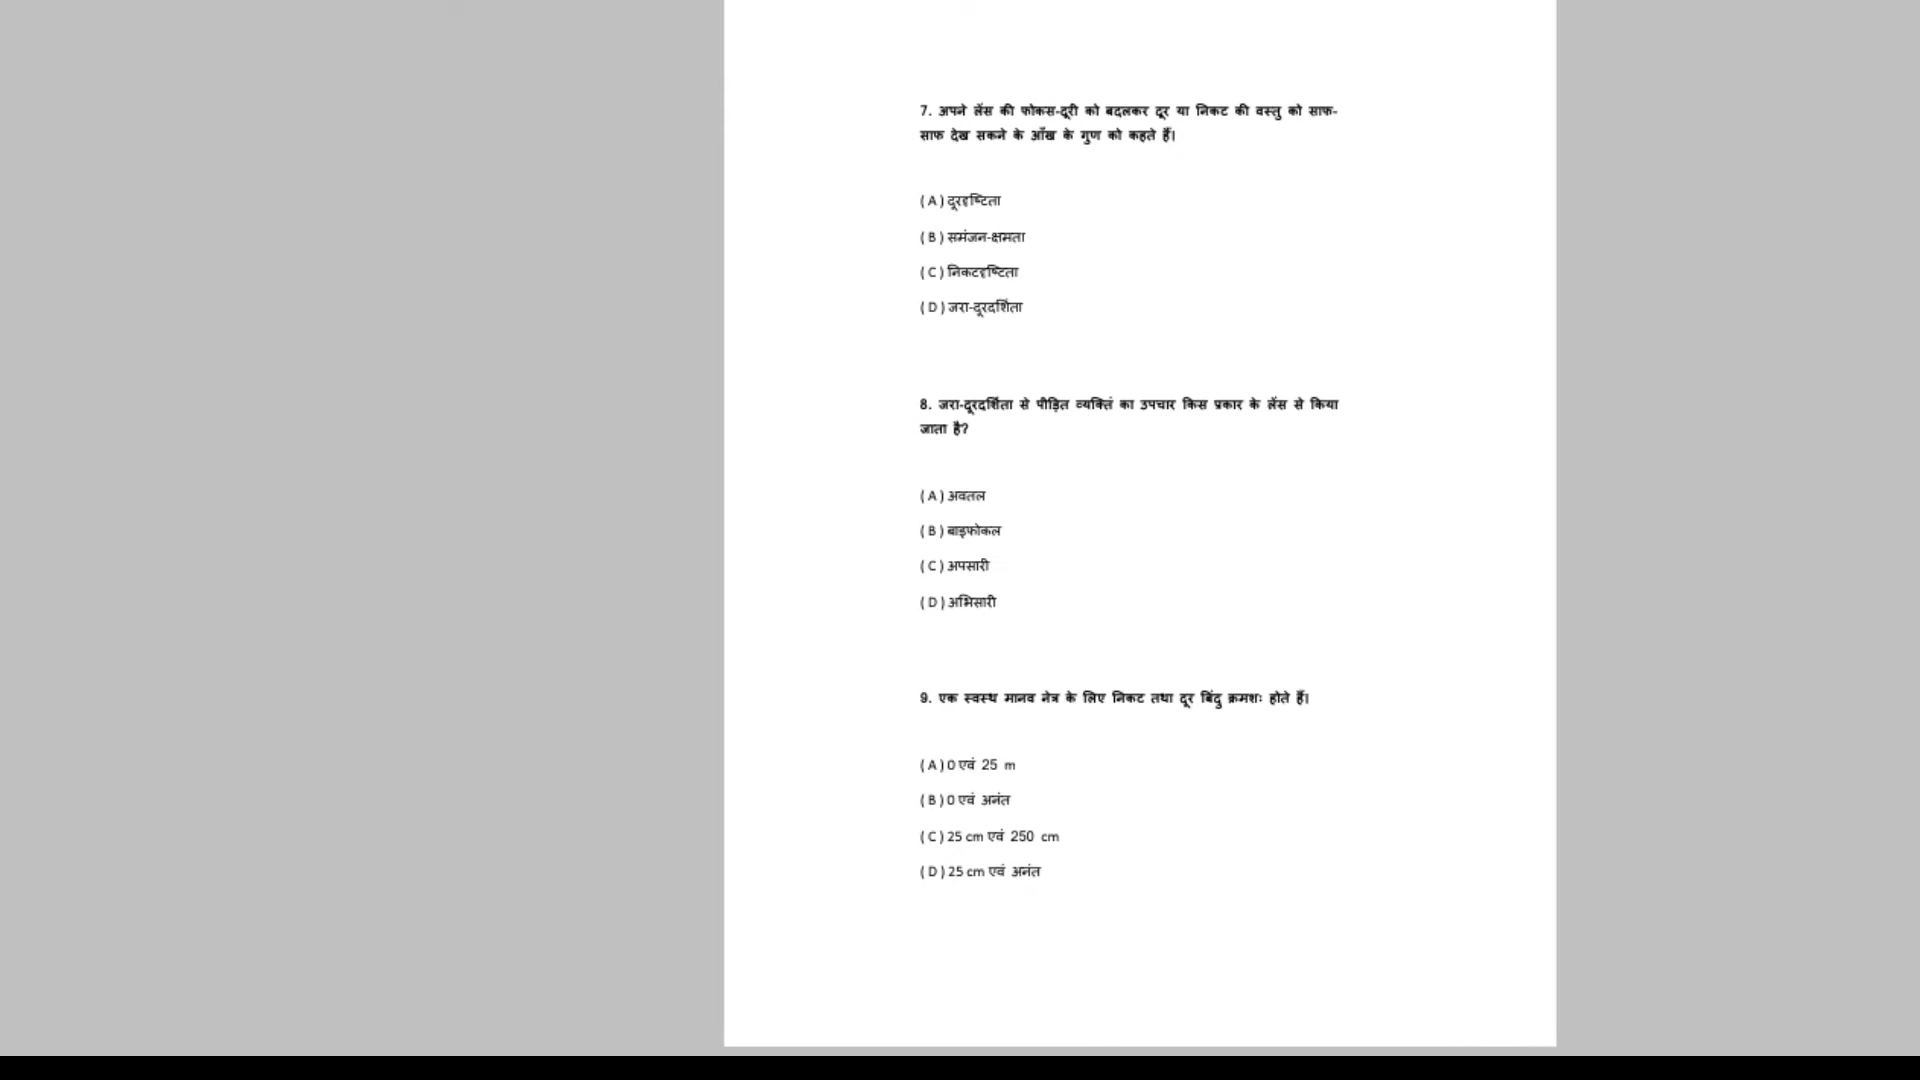 7. अपने लेंस की फोकस-दूरी को बदलकर दूर या निकट की वस्तु को साफ-
साफ देख सकने के आँख के गुण को कहते हैं।
( A ) दूरदृष्टिता
( B ) समंजन-क्षमता
( C ) निकटदृष्टिता
( D ) जरा-दूरदर्शिता
8. जरा-दूरदर्शिता से पीड़ित व्यक्तिं का उपचार किस प्रकार के लेंस से किया
जाता है?
( A ) अवतल
( B ) बाइफोकल
( C ) अपसारी
( D ) अभिसारी
9. एक स्वस्थ मानव नेत्र के लिए निकट तथा दूर बिंदु क्रमशः होते हैं।
( A ) 0 एवं 25 m
( B ) 0 एवं अनंत
( C ) 25 cm एवं 250 cm
( D ) 25 cm एवं अनंत